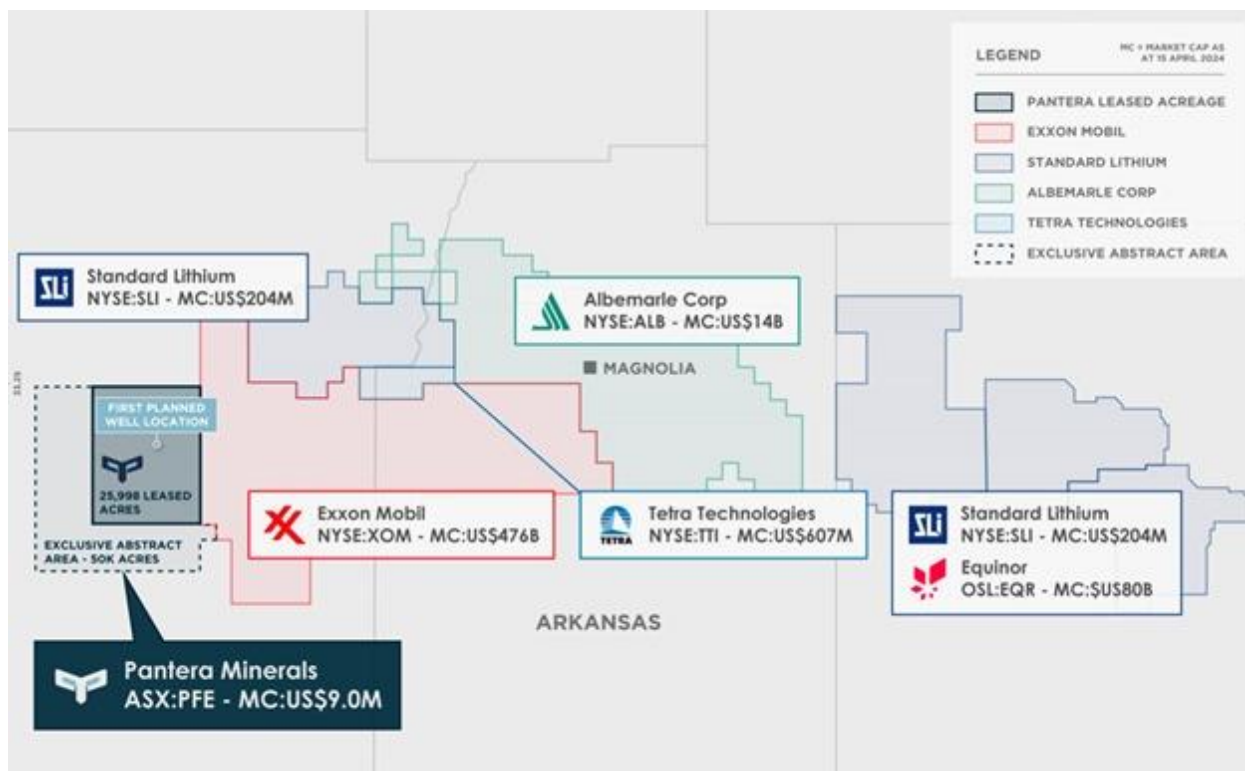 LEGEND
MC = MARKET CAP AS
AT 15 APRIL 2024
PANTERA LEASED ACREAGE
EXXON MOBIL
STANDARD LITHIUM
ALBEMARLE CORP
TETRA TECHNOLOGIES
EXCLUSIVE ABSTRACT AREA
SLi
Standard Lithium
NYSE:SLI - MC:US$204M
Albemarle Corp
NYSE:ALB - MC:US$14B
MAGNOLIA
FIRST PLANNED
WELL LOCATION
25,998 LEASED
ACRES
EXCLUSIVE ABSTRACT
AREA - 50K ACRES
Exxon Mobil
NYSE:XOM - MC:US$476B
TETRA
Tetra Technologies
NYSE:TTI - MC:US$607M
SLi
Standard Lithium
NYSE:SLI - MC:US$204M
Equinor
OSL:EQR - MC:$US80B
ARKANSAS
Pantera Minerals
ASX:PFE - MC:US$9.0M